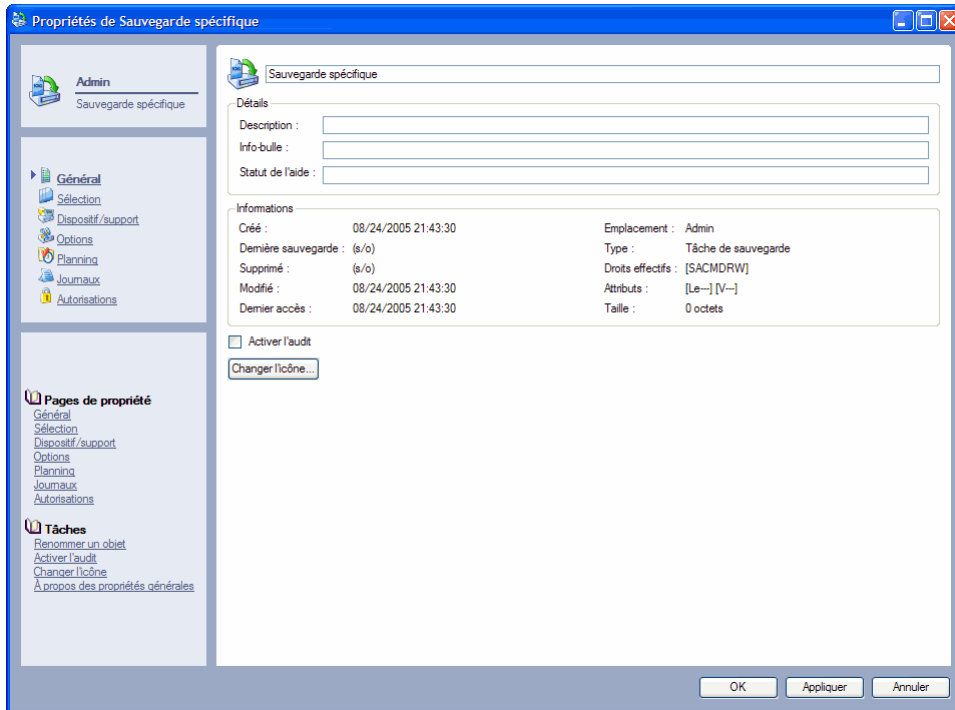 Propriétés de Sauvegarde spécifique
Admin
Sauvegarde spécifique
Général
Sélection
Dispositif/support
Options
Planning
Journaux
Autorisations
Pages de propriété
Général
Sélection
Dispositif/support
Options
Planning
Journaux
Autorisations
Tâches
Renommer un objet
Activer l'audit
Changer l'icône
À propos des propriétés générales
Sauvegarde spécifique
Détails
Description :
Info-bulle :
Statut de l'aide :
Informations
Créé : 08/24/2005 21:43:30 Emplacement : Admin
Dernière sauvegarde : (s/o) Type : Tâche de sauvegarde
Supprimé : (s/o) Droits effectifs : [SACMDRW]
Modifié : 08/24/2005 21:43:30 Attributs : [Le---] [V---]
Dernier accès : 08/24/2005 21:43:30 Taille : 0 octets
Activer l'audit
Changer l'icône...
OK Appliquer Annuler